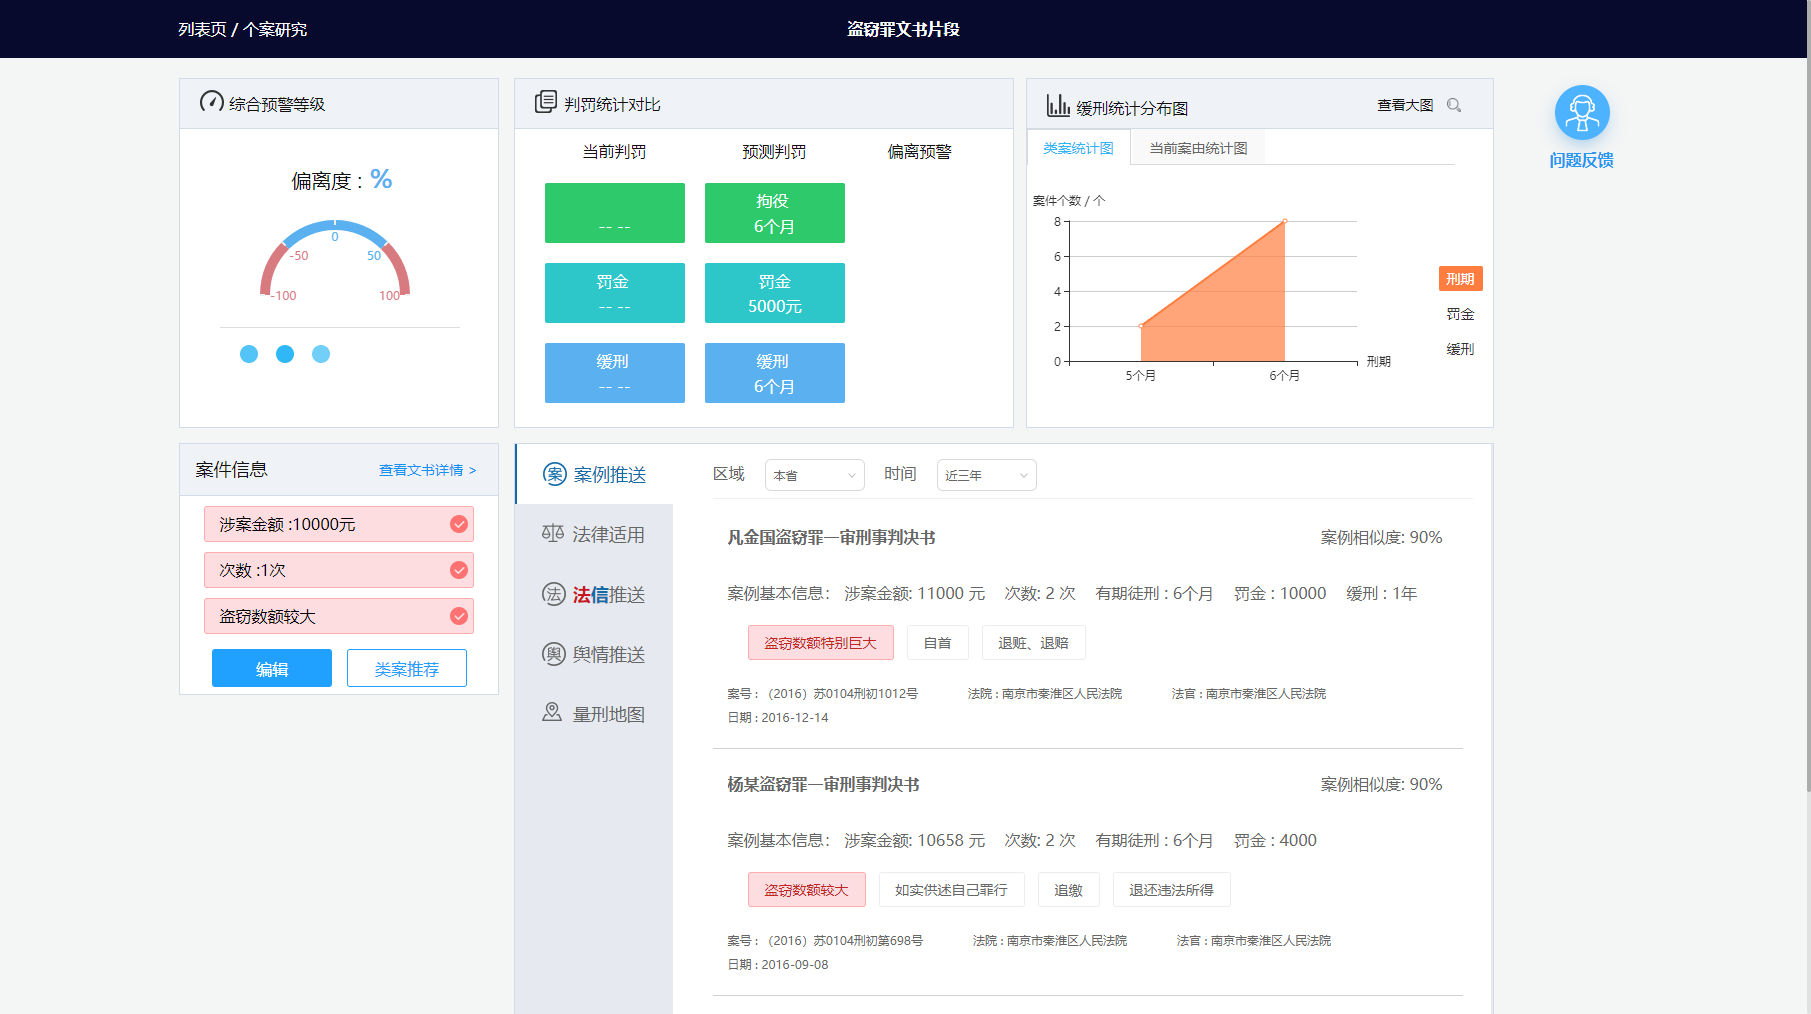 列表页 / 个案研究
盗窃罪文书片段
综合预警等级
偏离度 : %
0
-50
50
-100
100
判罚统计对比
当前判罚 预测判罚 偏离预警
-- --
拘役
6个月
罚金
-- --
罚金
5000元
缓刑
-- --
缓刑
6个月
缓刑统计分布图
查看大图
类案统计图
当前案由统计图
案件个数 / 个
8
6
4
2
0
5个月
6个月
刑期
刑期
罚金
缓刑
问题反馈
案件信息
查看文书详情 >
涉案金额 :10000元
次数 :1次
盗窃数额较大
编辑
类案推荐
案 案例推送
法律适用
法 法信推送
舆 舆情推送
量刑地图
区域 本省 时间 近三年
凡金国盗窃罪一审刑事判决书
案例相似度: 90%
案例基本信息: 涉案金额: 11000 元 次数: 2 次 有期徒刑 : 6个月 罚金 : 10000 缓刑 : 1年
盗窃数额特别巨大 自首 退赃、退赔
案号 : （2016）苏0104刑初1012号 法院 : 南京市秦淮区人民法院 法官 : 南京市秦淮区人民法院
日期 : 2016-12-14
杨某盗窃罪一审刑事判决书
案例相似度: 90%
案例基本信息: 涉案金额: 10658 元 次数: 2 次 有期徒刑 : 6个月 罚金 : 4000
盗窃数额较大 如实供述自己罪行 追缴 退还违法所得
案号 : （2016）苏0104刑初第698号 法院 : 南京市秦淮区人民法院 法官 : 南京市秦淮区人民法院
日期 : 2016-09-08